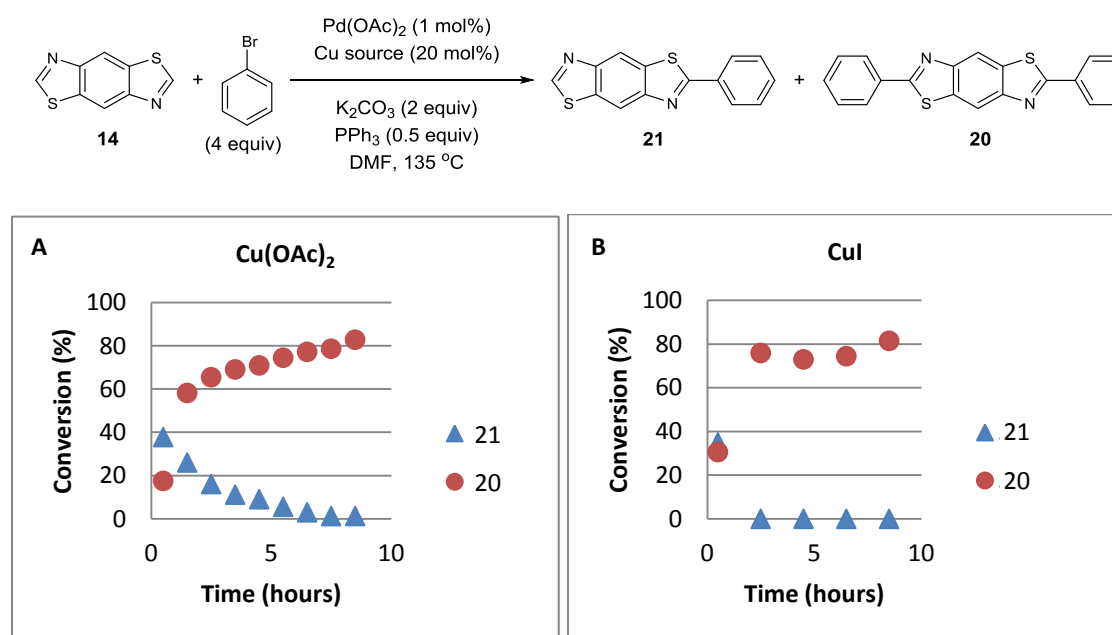 Pd(OAc)2 (1 mol%)
Cu source (20 mol%)
K2CO3 (2 equiv)
PPh3 (0.5 equiv)
DMF, 135 oC
N
S
S
N
14
+
Br
(4 equiv)
N
S
S
N
21
+
N
S
S
N
20
A
Cu(OAc)2
Conversion (%)
100
80
60
40
20
0
0
5
10
Time (hours)
21
20
B
CuI
Conversion (%)
100
80
60
40
20
0
0
5
10
Time (hours)
21
20